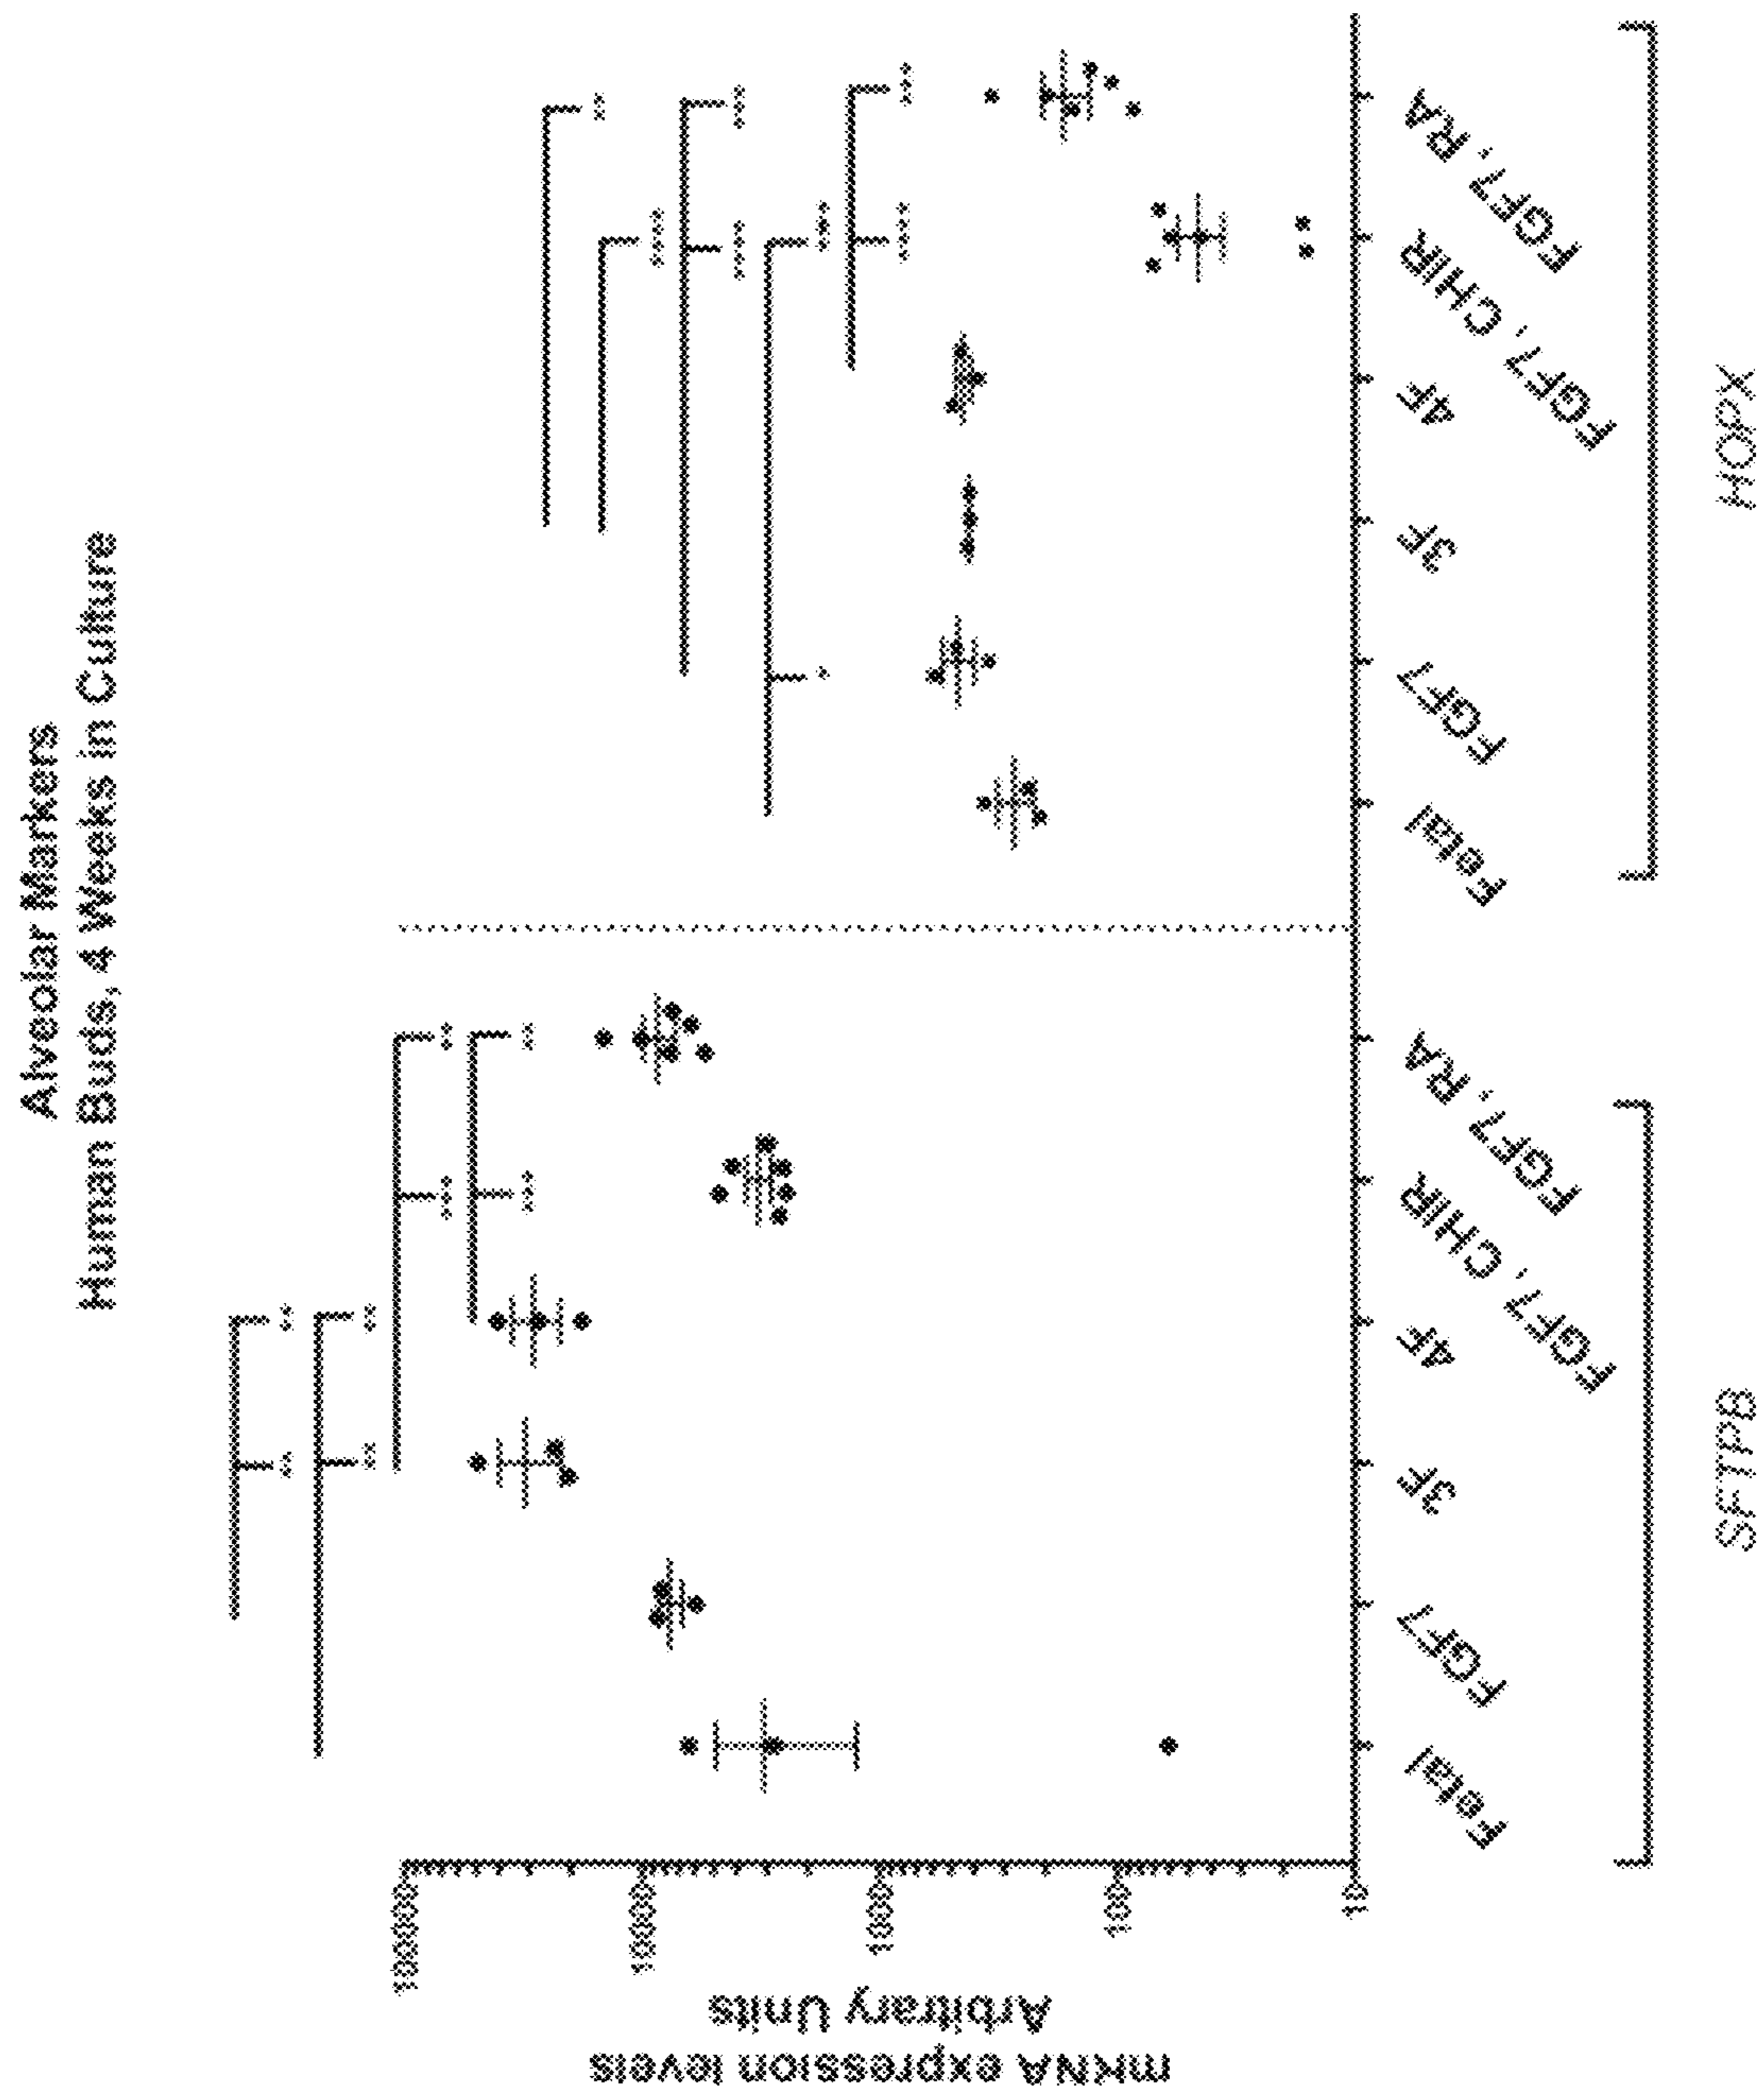 Alveolar Markers
Human Buds, 4 Weeks in Culture
mRNA expression levels
Arbitrary Units
100000
10000
1000
100
10
Fetal
FGF7
3F
4F
FGF7, CHIR
FGF7, RA
Fetal
FGF7
3F
4F
FGF7, CHIR
FGF7, RA
SFTPB
HOPX